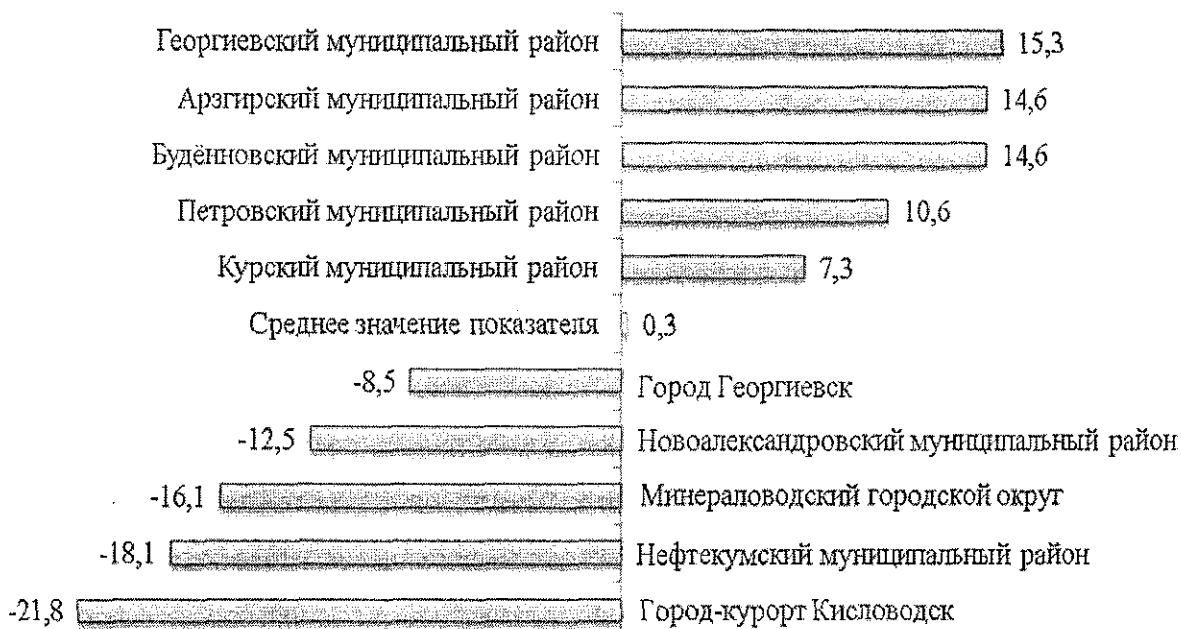 Георгиевский муниципальный район 15,3
Арзгирский муниципальный район 14,6
Будённовский муниципальный район 14,6
Петровский муниципальный район 10,6
Курский муниципальный район 7,3
Среднее значение показателя 0,3
-8,5 Город Георгиевск
-12,5 Новоалександровский муниципальный район
-16,1 Минераловодский городской округ
-18,1 Нефтекумский муниципальный район
-21,8 Город-курорт Кисловодск